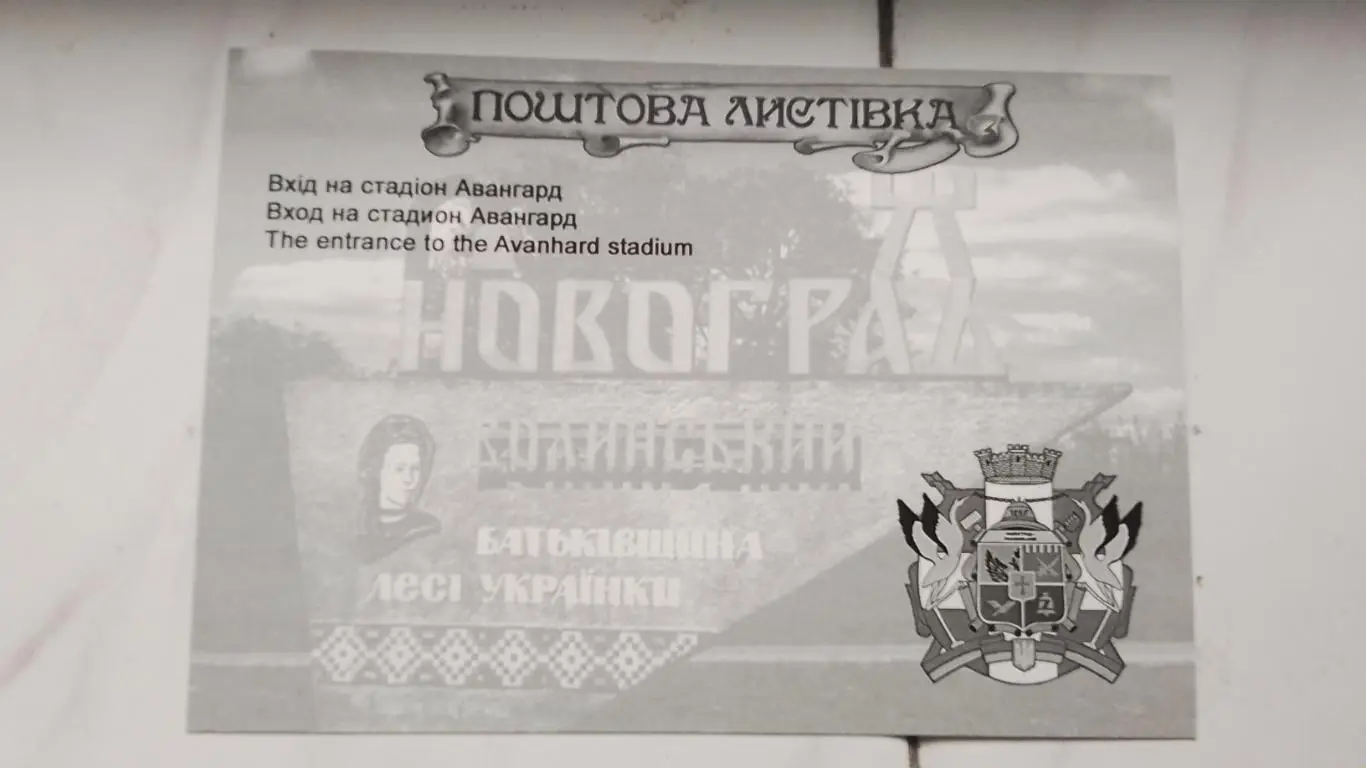 ПОШТОВА ЛИСТІВКА
Вхід на стадіон Авангард
Вход на стадион Авангард
The entrance to the Avanhard stadium
НОВОГРАД
ВОЛИНСЬКИЙ
БАТЬКІВЩИНА
ЛЕСІ УКРАЇНКИ